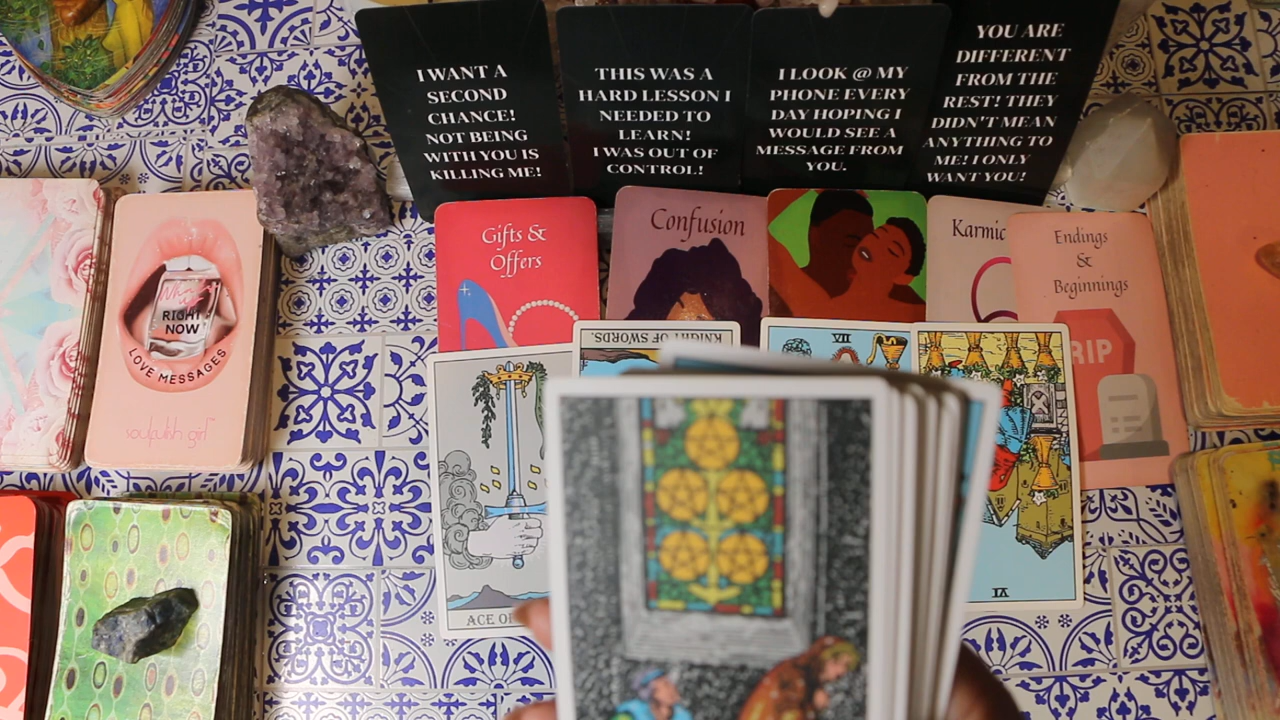 I WANT A
SECOND
CHANCE!
NOT BEING
WITH YOU IS
KILLING ME!
THIS WAS A
HARD LESSON I
NEEDED TO
LEARN!
I WAS OUT OF
CONTROL!
I LOOK @ MY
PHONE EVERY
DAY HOPING I
WOULD SEE A
MESSAGE FROM
YOU.
YOU ARE
DIFFERENT
FROM THE
REST! THEY
DIDN'T MEAN
ANYTHING TO
ME! I ONLY
WANT YOU!
Gifts &
Offers
Confusion
Karmic
Endings
&
Beginnings
RIP
RIGHT
NOW
LOVE MESSAGES
soulpulish girl
KNIGHT OF SWORDS.
VII
ACE OF
VI